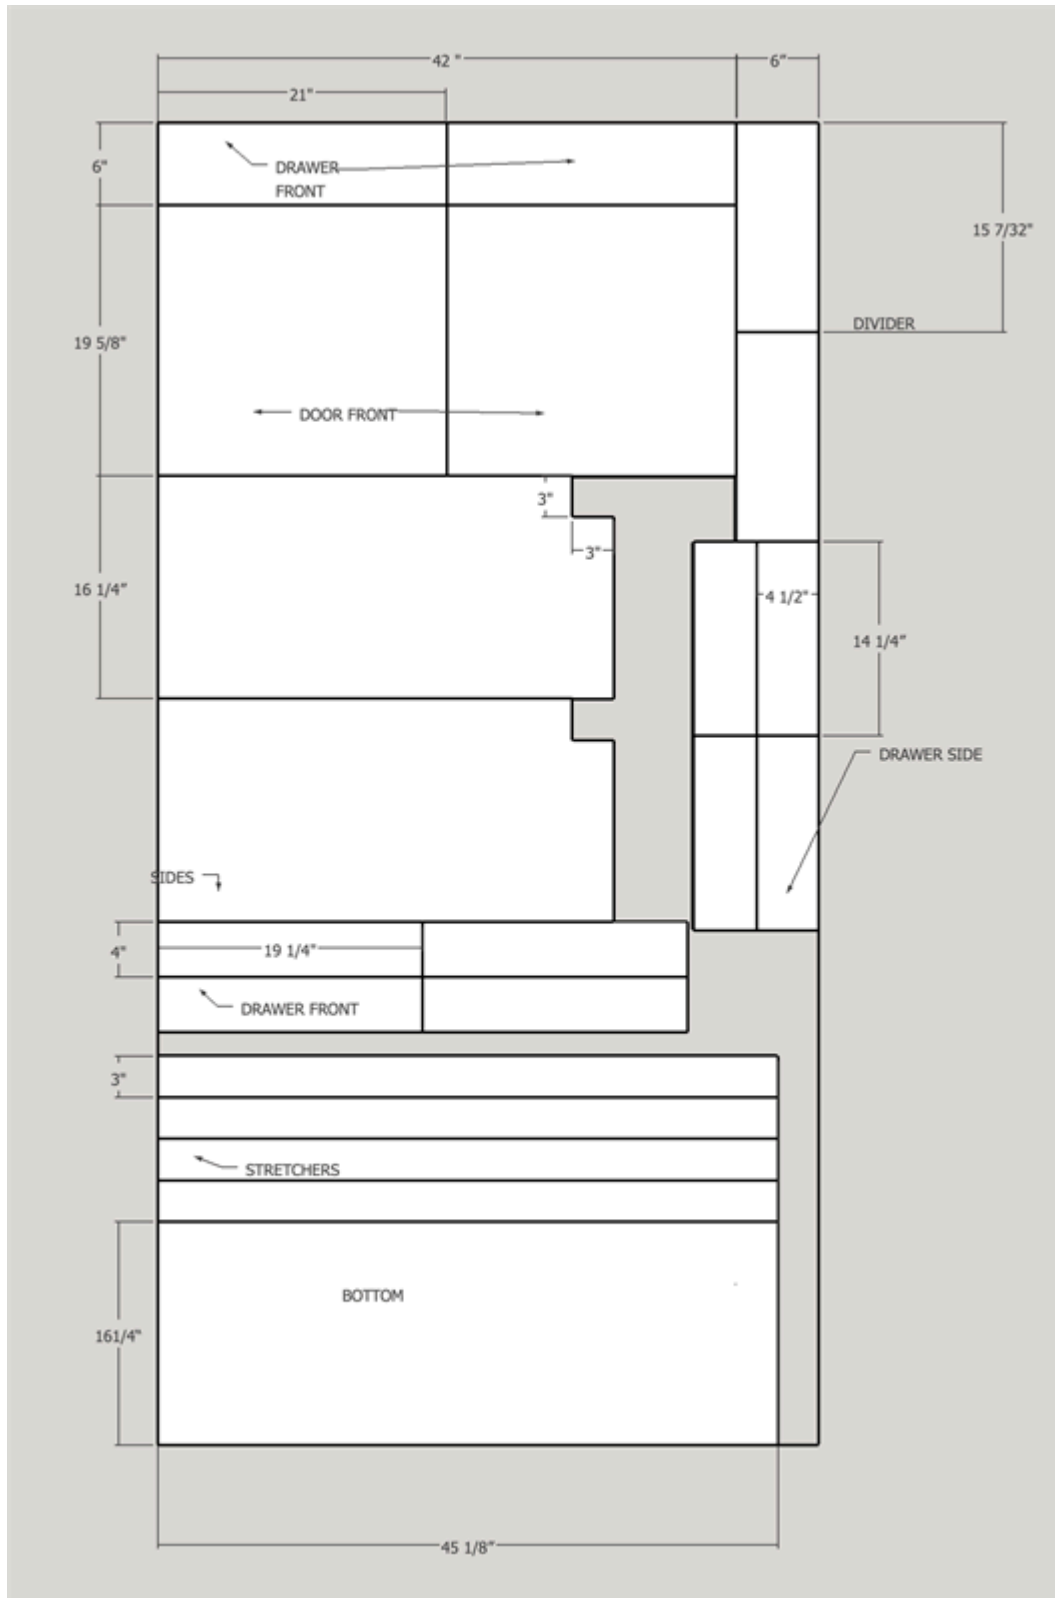 42 "
6"
21"
6"
DRAWER
FRONT
15 7/32"
DIVIDER
19 5/8"
DOOR FRONT
3"
3"
16 1/4"
4 1/2"
14 1/4"
DRAWER SIDE
SIDES
4"
19 1/4"
DRAWER FRONT
3"
STRETCHERS
BOTTOM
161/4"
45 1/8"